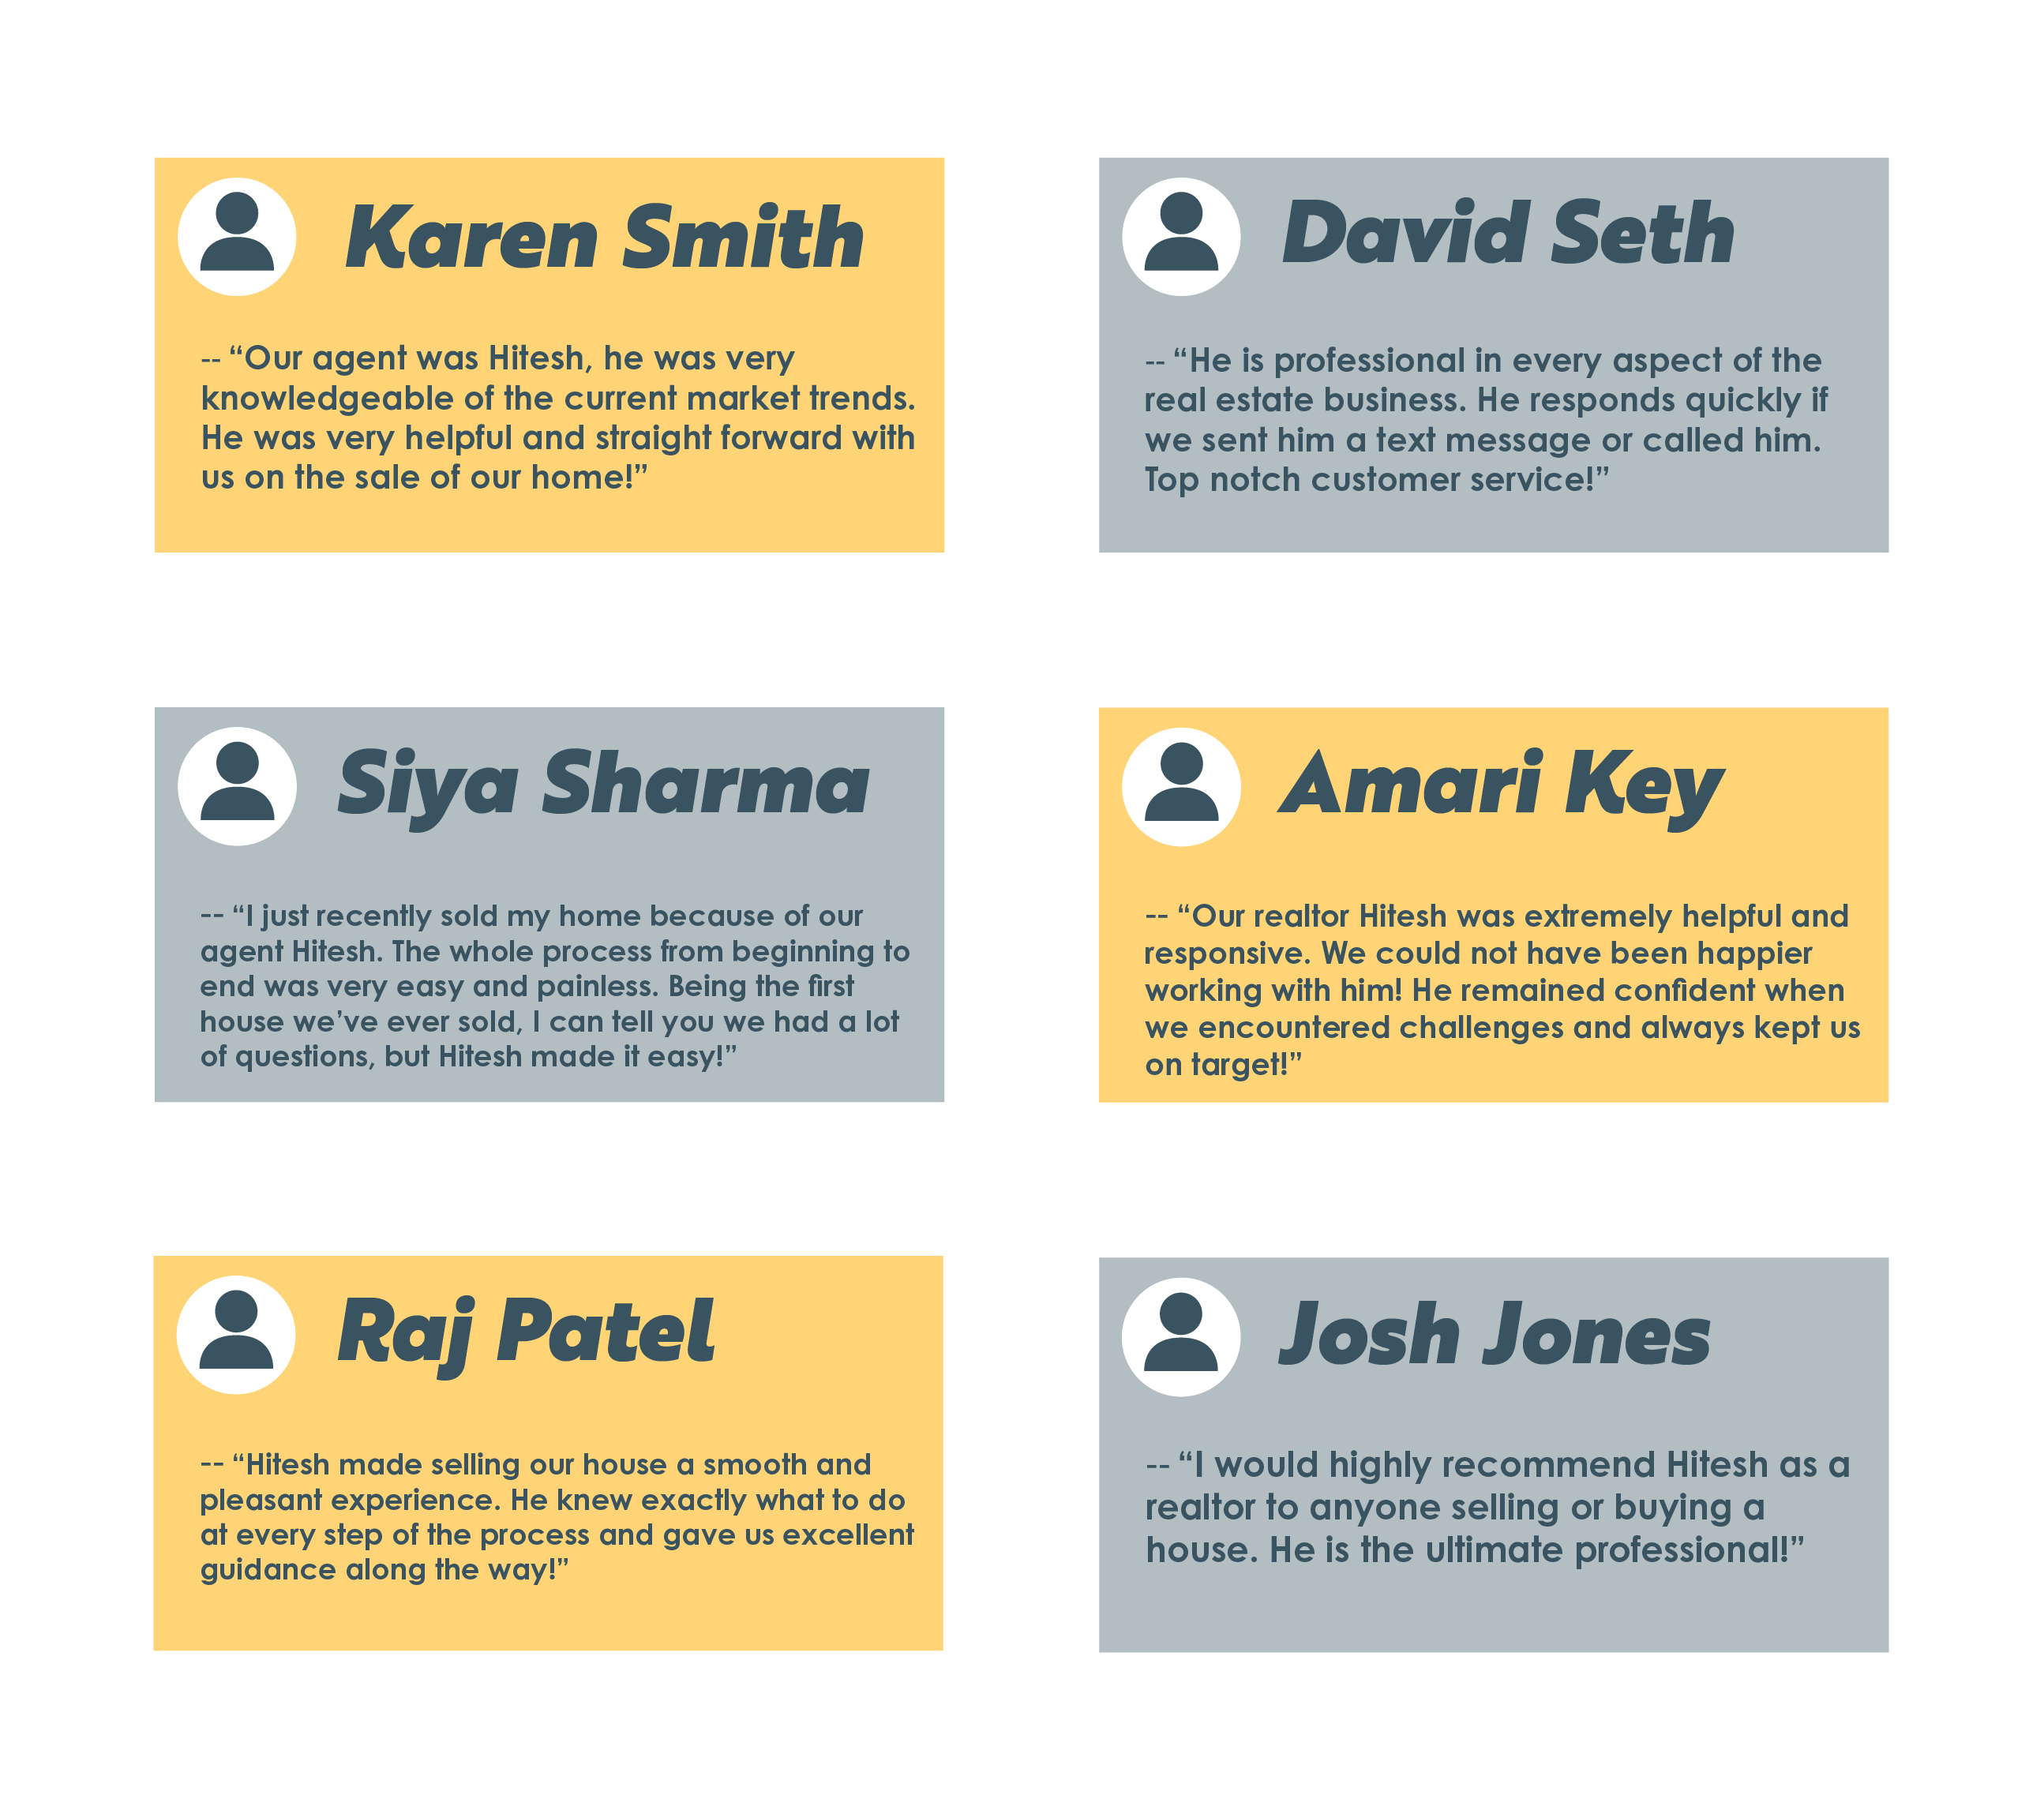 Karen Smith
-- “Our agent was Hitesh, he was very
knowledgeable of the current market trends.
He was very helpful and straight forward with
us on the sale of our home!”
David Seth
-- “He is professional in every aspect of the
real estate business. He responds quickly if
we sent him a text message or called him.
Top notch customer service!”
Siya Sharma
-- “I just recently sold my home because of our
agent Hitesh. The whole process from beginning to
end was very easy and painless. Being the first
house we’ve ever sold, I can tell you we had a lot
of questions, but Hitesh made it easy!”
Amari Key
-- “Our realtor Hitesh was extremely helpful and
responsive. We could not have been happier
working with him! He remained confident when
we encountered challenges and always kept us
on target!”
Raj Patel
-- “Hitesh made selling our house a smooth and
pleasant experience. He knew exactly what to do
at every step of the process and gave us excellent
guidance along the way!”
Josh Jones
-- “I would highly recommend Hitesh as a
realtor to anyone selling or buying a
house. He is the ultimate professional!”